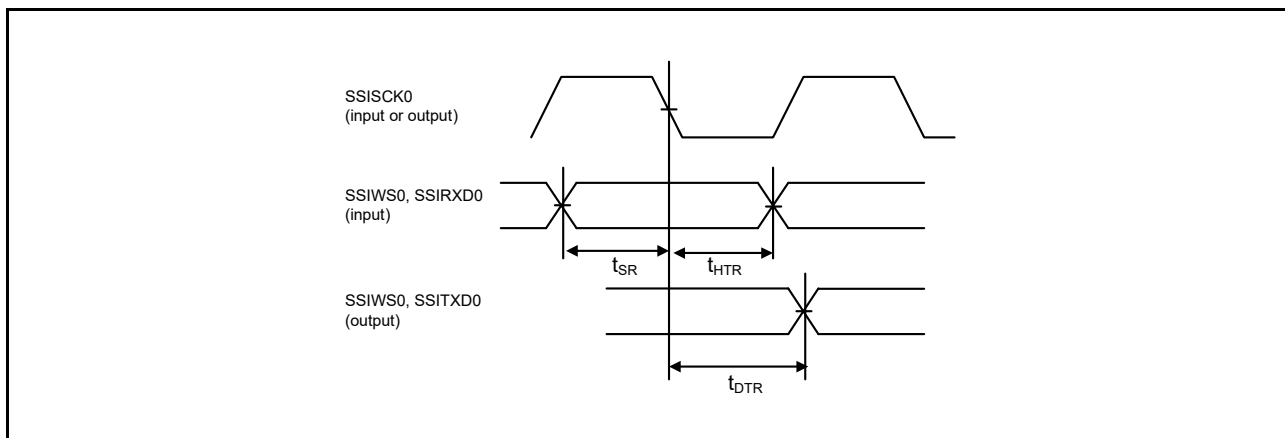 SSISCK0
(input or output)
SSIWS0, SSIRXD0
(input)
tSR
tHTR
SSIWS0, SSITXD0
(output)
tDTR